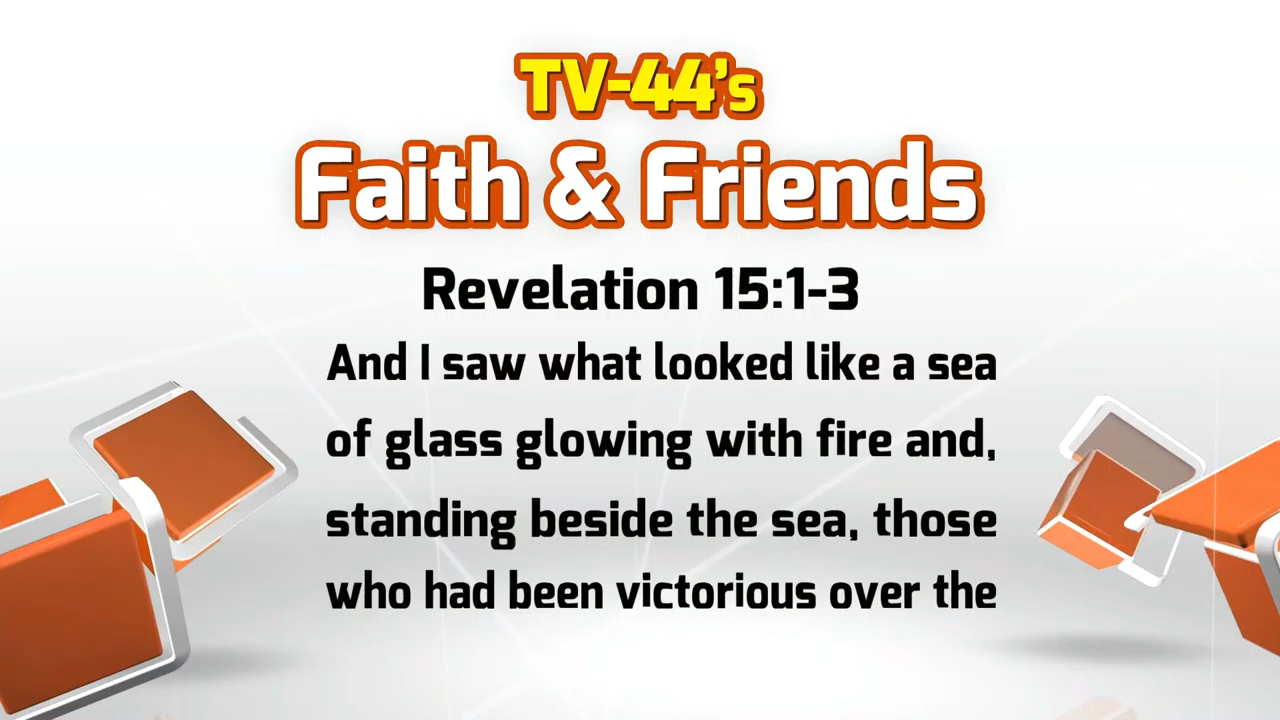 TV-44's
Faith & Friends
Revelation 15:1-3
And I saw what looked like a sea
of glass glowing with fire and,
standing beside the sea, those
who had been victorious over the